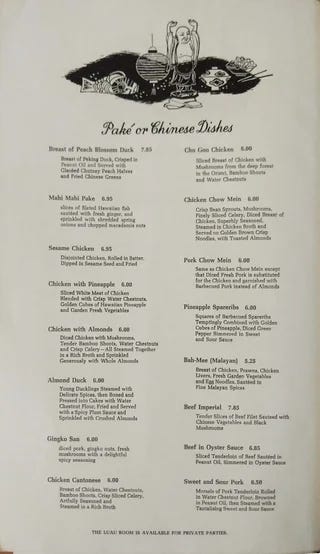 Paké or Chinese Dishes
Breast of Peach Blossom Duck 7.85
Breast of Peking Duck, Crisped in
Peanut Oil and Served with
Glazéed Chutney Peach Halves
and Fried Chinese Greens
Mahi Mahi Pake 6.95
slices of fileted Hawaiian fish
sautéed with fresh ginger, and
sprinkled with shredded spring
onions and chopped macadamia nuts
Sesame Chicken 6.95
Disjointed Chicken, Rolled in Batter,
Dipped in Sesame Seed and Fried
Chicken with Pineapple 6.00
Sliced White Meat of Chicken
Blended with Crisp Water Chestnuts,
Golden Cubes of Hawaiian Pineapple
and Garden Fresh Vegetables
Chicken with Almonds 6.00
Diced Chicken with Mushrooms,
Tender Bamboo Shoots, Water Chestnuts
and Crisp Celery—All Steamed Together
in a Rich Broth and Sprinkled
Generously with Whole Almonds
Almond Duck 6.00
Young Ducklings Steamed with
Delicate Spices, then Boned and
Pressed into Cakes with Water
Chestnut Flour, Fried and Served
with a Spicy Plum Sauce and
Sprinkled with Crushed Almonds
Gingko San 6.00
diced pork, gingko nuts, fresh
mushrooms with a delightful
spicy seasoning
Chicken Cantonese 6.00
Breast of Chicken, Water Chestnuts,
Bamboo Shoots, Crisp Sliced Celery,
Artfully Seasoned and
Steamed in a Rich Broth
Chu Goo Chicken 6.00
Sliced Breast of Chicken with
Mushrooms from the deep forest
in the Orient, Bamboo Shoots
and Water Chestnuts
Chicken Chow Mein 6.00
Crisp Bean Sprouts, Mushrooms,
Finely Sliced Celery, Diced Breast of
Chicken, Superbly Seasoned,
Steamed in Chicken Broth and
Served on Golden Brown Crisp
Noodles, with Toasted Almonds
Pork Chow Mein 6.00
Same as Chicken Chow Mein except
that Diced Fresh Pork is substituted
for the Chicken and garnished with
Barbecued Pork instead of Almonds
Pineapple Spareribs 6.00
Squares of Barbecued Spareribs
Temptingly Combined with Golden
Cubes of Pineapple, Diced Green
Pepper Simmered in Sweet
and Sour Sauce
Bah-Mee (Malayan) 5.25
Breast of Chicken, Prawns, Chicken
Livers, Fresh Garden Vegetables
and Egg Noodles, Sautéed in
Fine Malayan Spices
Beef Imperial 7.85
Tender Slices of Beef Filet Sautéed with
Chinese Vegetables and Black
Mushrooms
Beef in Oyster Sauce 6.85
Sliced Tenderloin of Beef Sautéed in
Peanut Oil, Simmered in Oyster Sauce
Sweet and Sour Pork 6.50
Morsels of Pork Tenderloin Rolled
in Water Chestnut Flour, Browned
in Peanut Oil, then Steamed with a
Tantalizing Sweet and Sour Sauce
THE LUAU ROOM IS AVAILABLE FOR PRIVATE PARTIES.